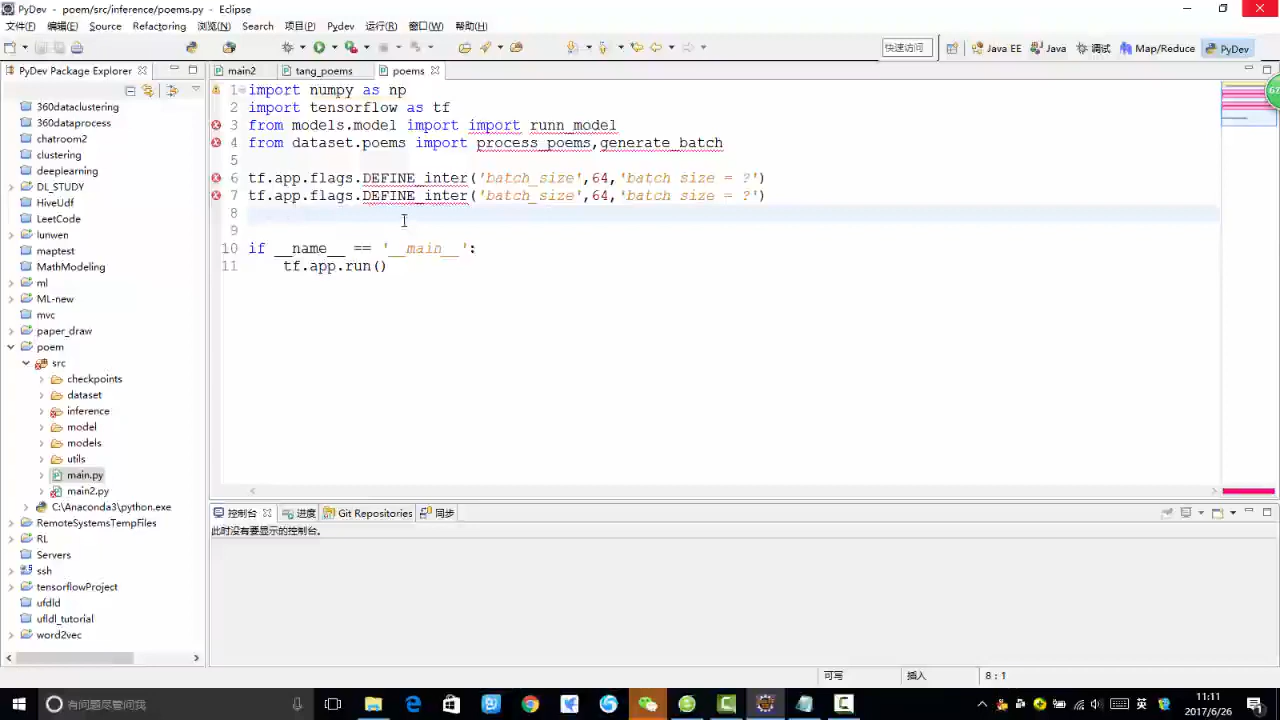 PyDev - poem/src/inference/poems.py - Eclipse
文件(F) 编辑(E) Source Refactoring 浏览(N) Search 项目(P) Pydev 运行(R) 窗口(W) 帮助(H)
快速访问 Java EE Java 调试 Map/Reduce PyDev
PyDev Package Explorer
360dataclustering
360dataprocess
chatroom2
clustering
deeplearning
DL_STUDY
HiveUdf
LeetCode
lunwen
maptest
MathModeling
ml
ML-new
mvc
paper_draw
poem
src
checkpoints
dataset
inference
model
models
utils
main.py
main2.py
C:\Anaconda3\python.exe
RemoteSystemsTempFiles
RL
Servers
ssh
tensorflowProject
ufdld
ufldl_tutorial
word2vec
main2 tang_poems poems
1 import numpy as np
2 import tensorflow as tf
3 from models.model import import runn_model
4 from dataset.poems import process_poems,generate_batch
5
6 tf.app.flags.DEFINE_inter('batch_size',64,'batch size = ?')
7 tf.app.flags.DEFINE_inter('batch_size',64,'batch size = ?')
8
9
10 if __name__ == '__main__':
11 tf.app.run()
67
控制台 进度 Git Repositories 同步
此时没有要显示的控制台。
可写 插入 8 : 1
有问题尽管问我
英
11:11
2017/6/26
1